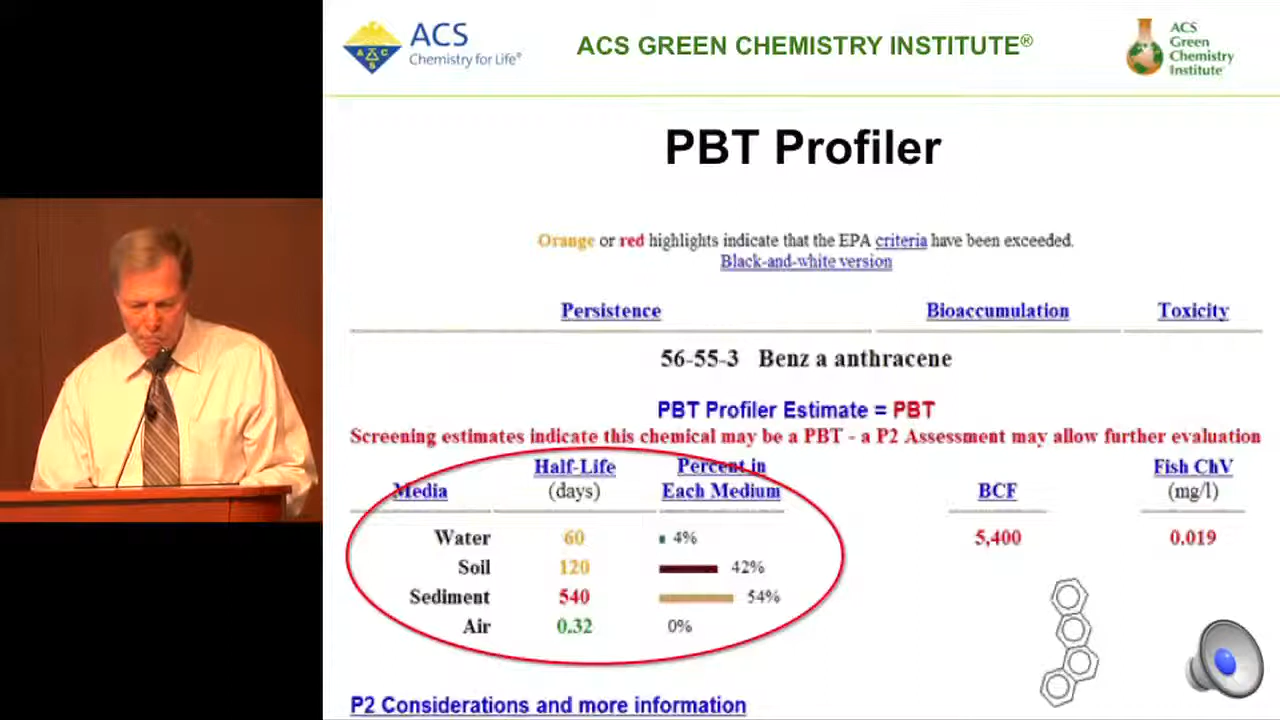 ACS
Chemistry for Life®
A C S
ACS GREEN CHEMISTRY INSTITUTE®
ACS
Green
Chemistry
Institute®
PBT Profiler
Orange or red highlights indicate that the EPA criteria have been exceeded.
Black-and-white version
Persistence Bioaccumulation Toxicity
56-55-3 Benz a anthracene
PBT Profiler Estimate = PBT
Screening estimates indicate this chemical may be a PBT - a P2 Assessment may allow further evaluation
Media Half-Life (days) Percent in Each Medium BCF Fish ChV (mg/l)
Water 60 4% 5,400 0.019
Soil 120 42%
Sediment 540 54%
Air 0.32 0%
P2 Considerations and more information